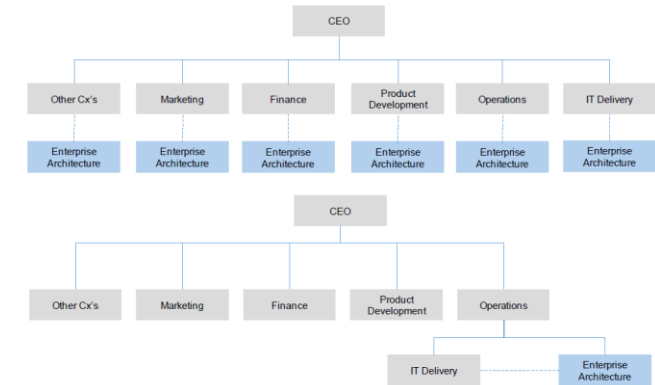 CEO
Other Cx's
Marketing
Finance
Product
Development
Operations
IT Delivery
Enterprise
Architecture
Enterprise
Architecture
Enterprise
Architecture
Enterprise
Architecture
Enterprise
Architecture
Enterprise
Architecture
CEO
Other Cx's
Marketing
Finance
Product
Development
Operations
IT Delivery
Enterprise
Architecture